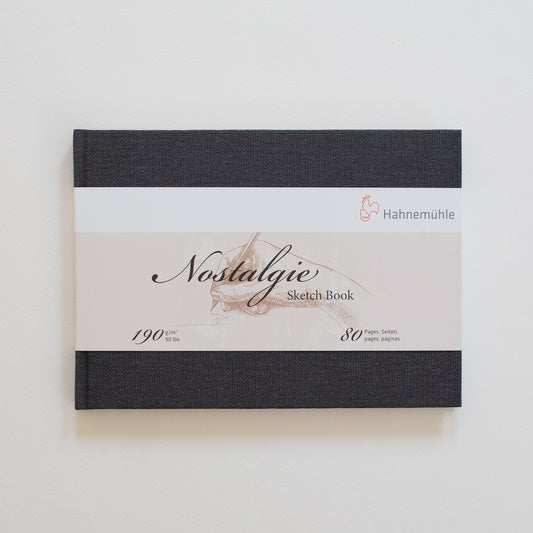 Hahnemühle
Nostalgie
Sketch Book
190 g/m²
90 lbs
80 Pages, Seiten,
pages, páginas